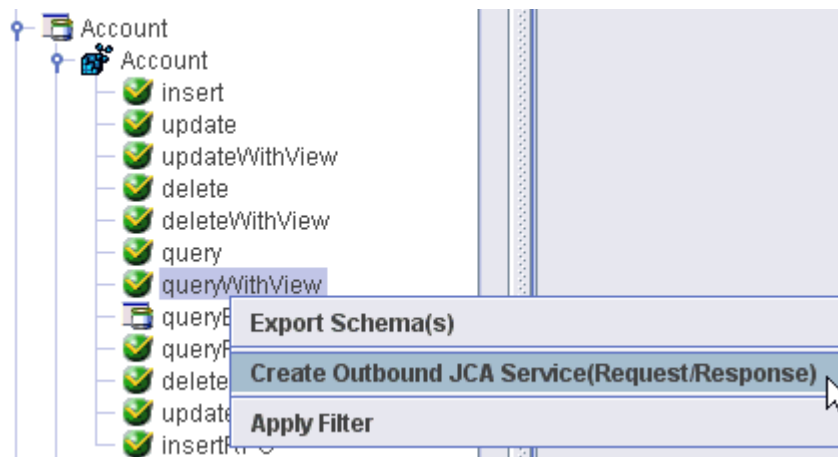 Account
Account
insert
update
updateWithView
delete
deleteWithView
query
queryWithView
Export Schema(s)
Create Outbound JCA Service(Request/Response)
delete
Apply Filter